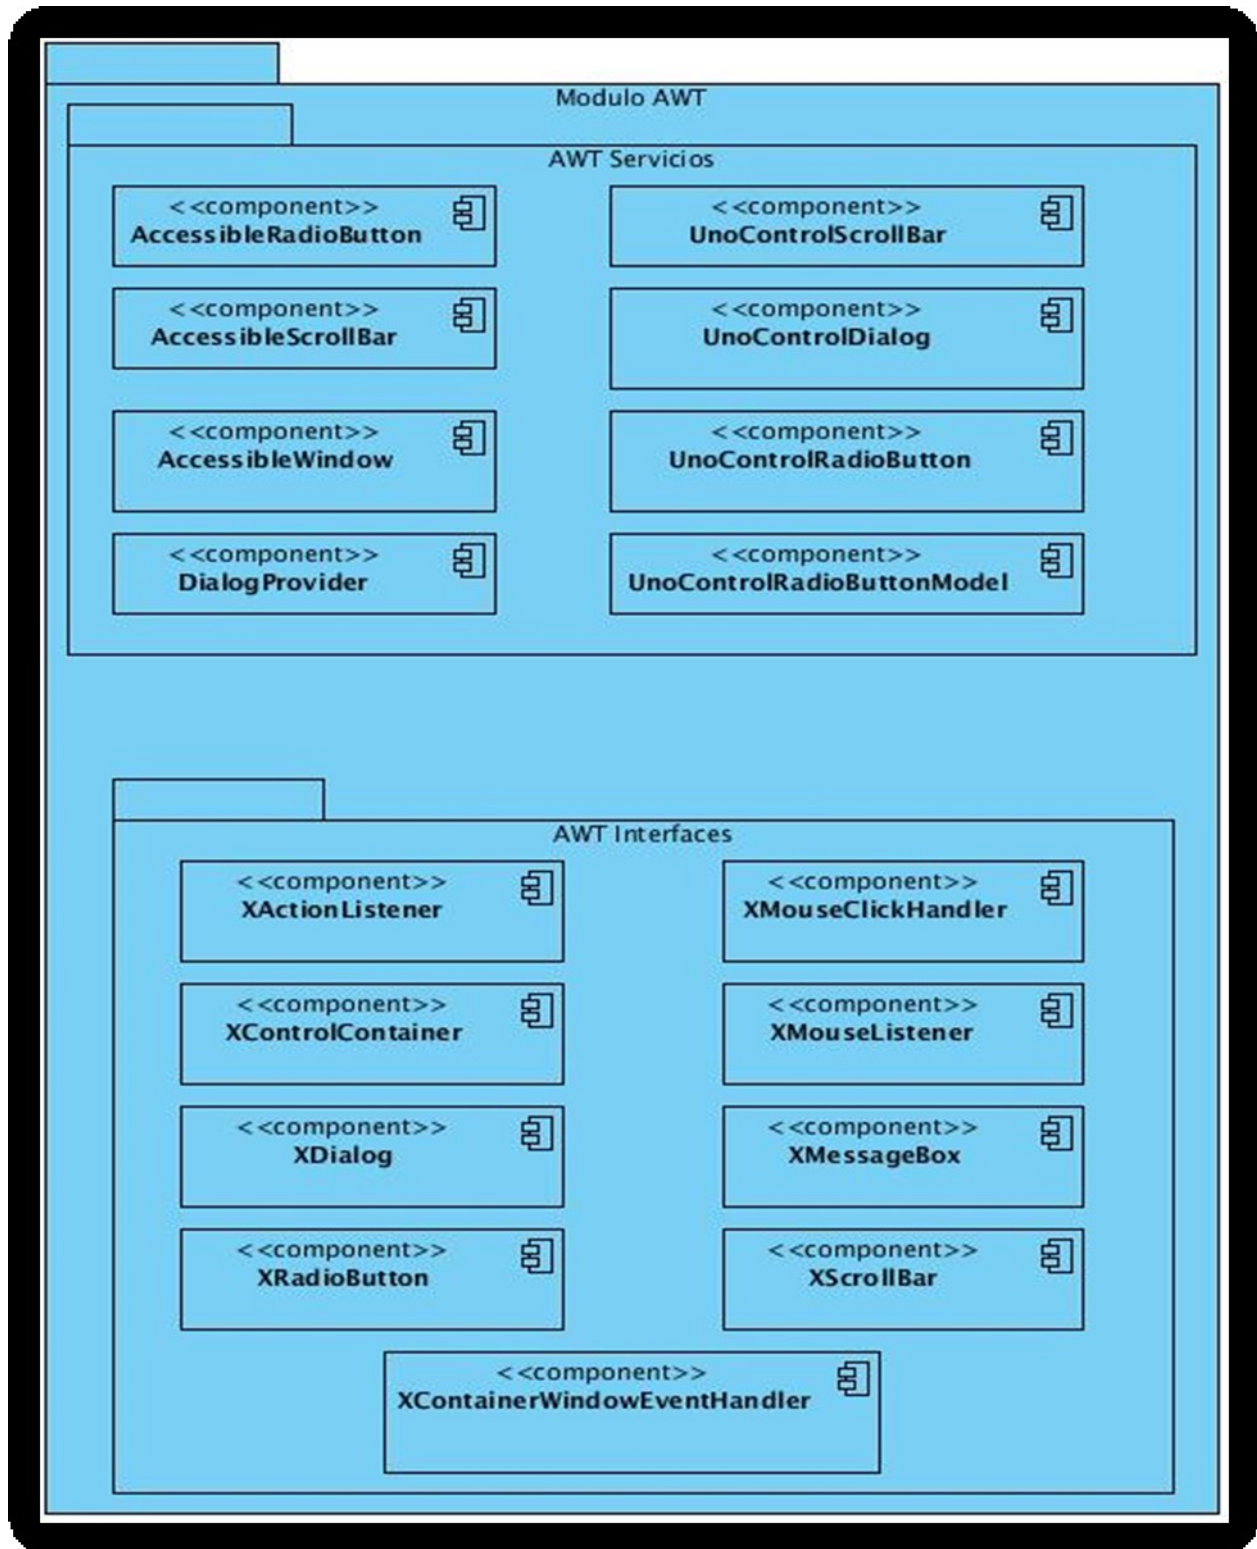 Modulo AWT
AWT Servicios
<<component>>
AccessibleRadioButton
<<component>>
UnoControlScrollBar
<<component>>
AccessibleScrollBar
<<component>>
UnoControlDialog
<<component>>
AccessibleWindow
<<component>>
UnoControlRadioButton
<<component>>
DialogProvider
<<component>>
UnoControlRadioButtonModel
AWT Interfaces
<<component>>
XActionListener
<<component>>
XMouseClickHandler
<<component>>
XControlContainer
<<component>>
XMouseListener
<<component>>
XDialog
<<component>>
XMessageBox
<<component>>
XRadioButton
<<component>>
XScrollBar
<<component>>
XContainerWindowEventHandler